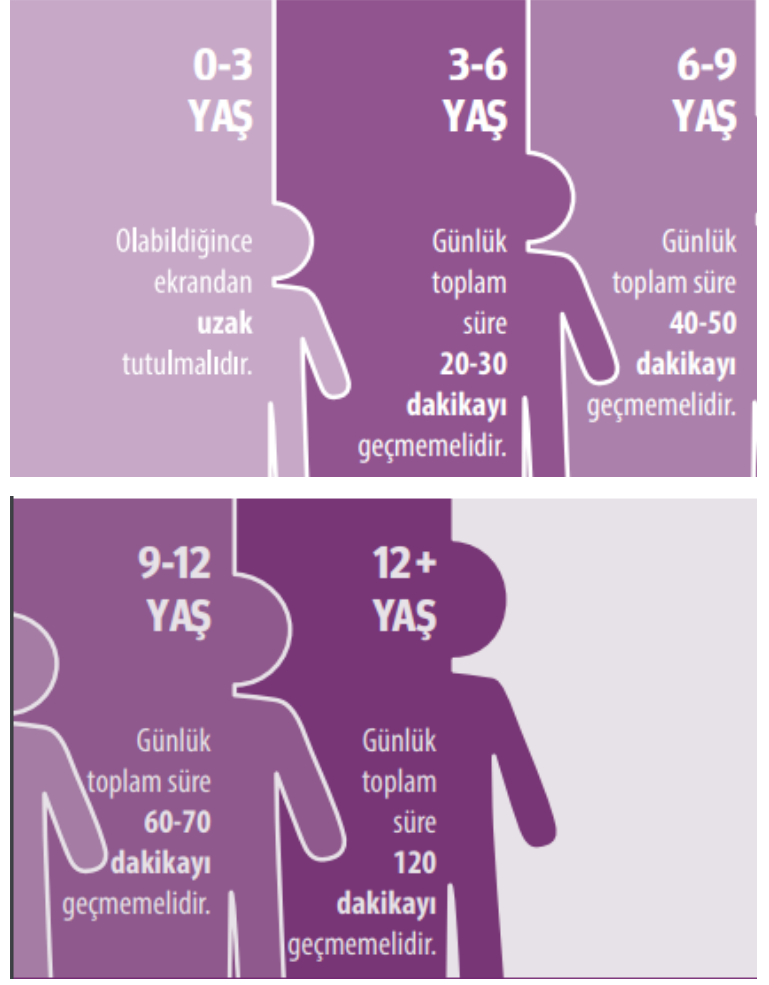 0-3
YAŞ
Olabildiğince
ekrandan
uzak
tutulmalıdır.
3-6
YAŞ
Günlük
toplam
süre
20-30
dakikayı
geçmemelidir.
6-9
YAŞ
Günlük
toplam süre
40-50
dakikayı
geçmemelidir.
9-12
YAŞ
Günlük
toplam süre
60-70
dakikayı
geçmemelidir.
12+
YAŞ
Günlük
toplam
süre
120
dakikayı
geçmemelidir.